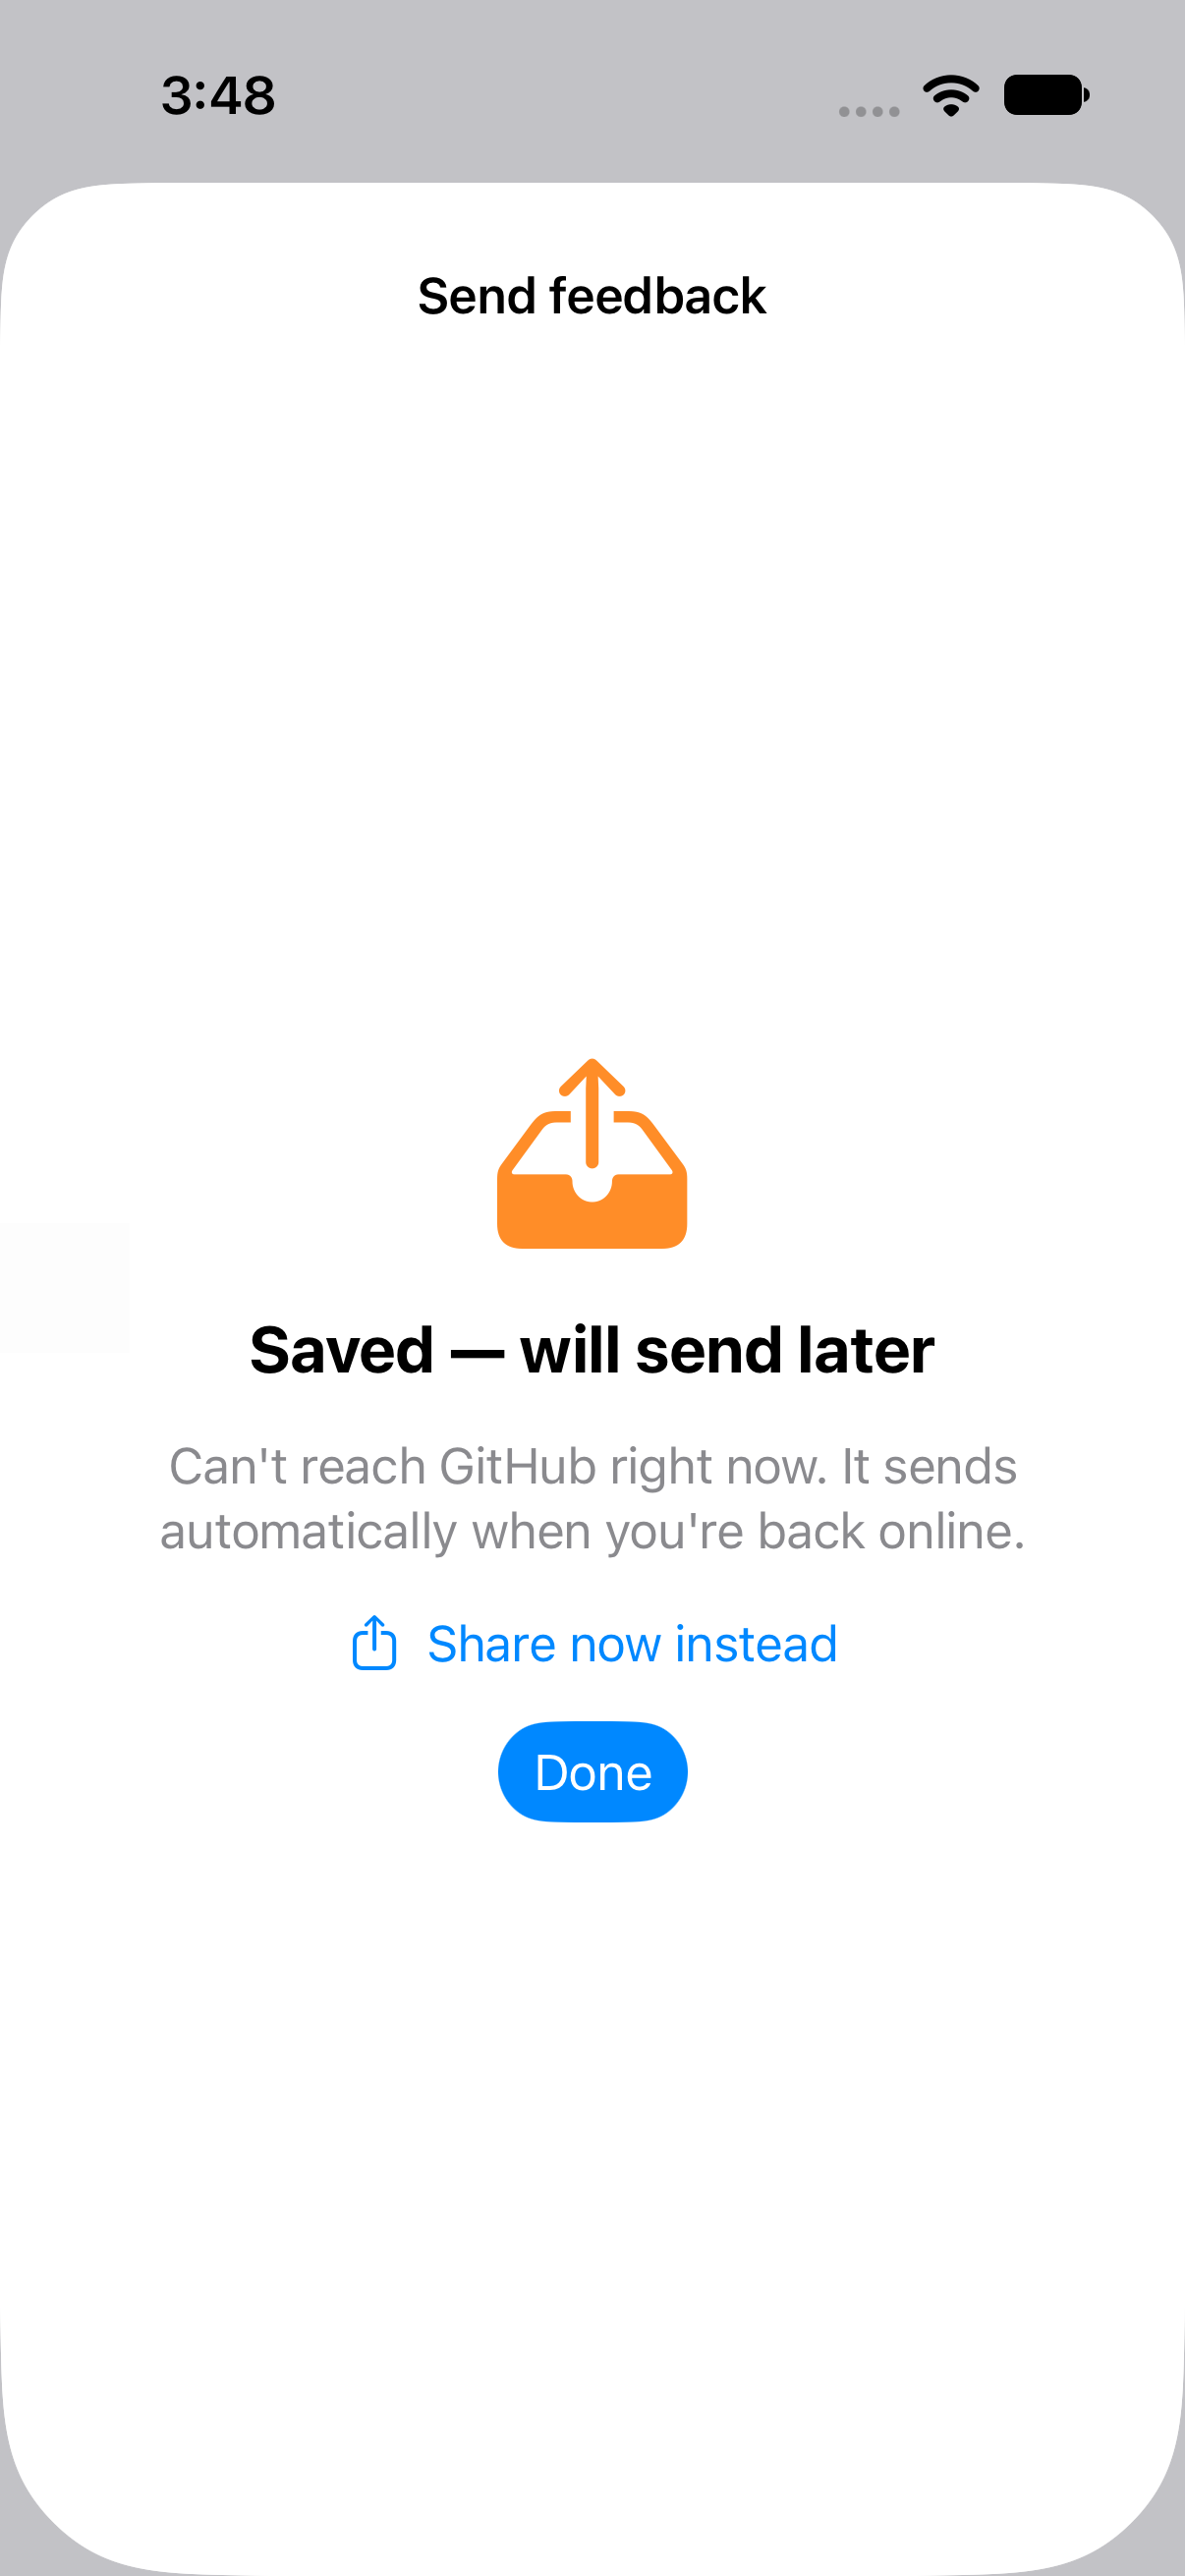 3:48
Send feedback
Saved — will send later
Can't reach GitHub right now. It sends
automatically when you're back online.
Share now instead
Done